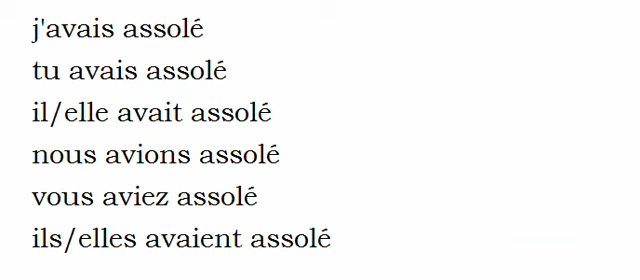 j'avais assolé
tu avais assolé
il/elle avait assolé
nous avions assolé
vous aviez assolé
ils/elles avaient assolé